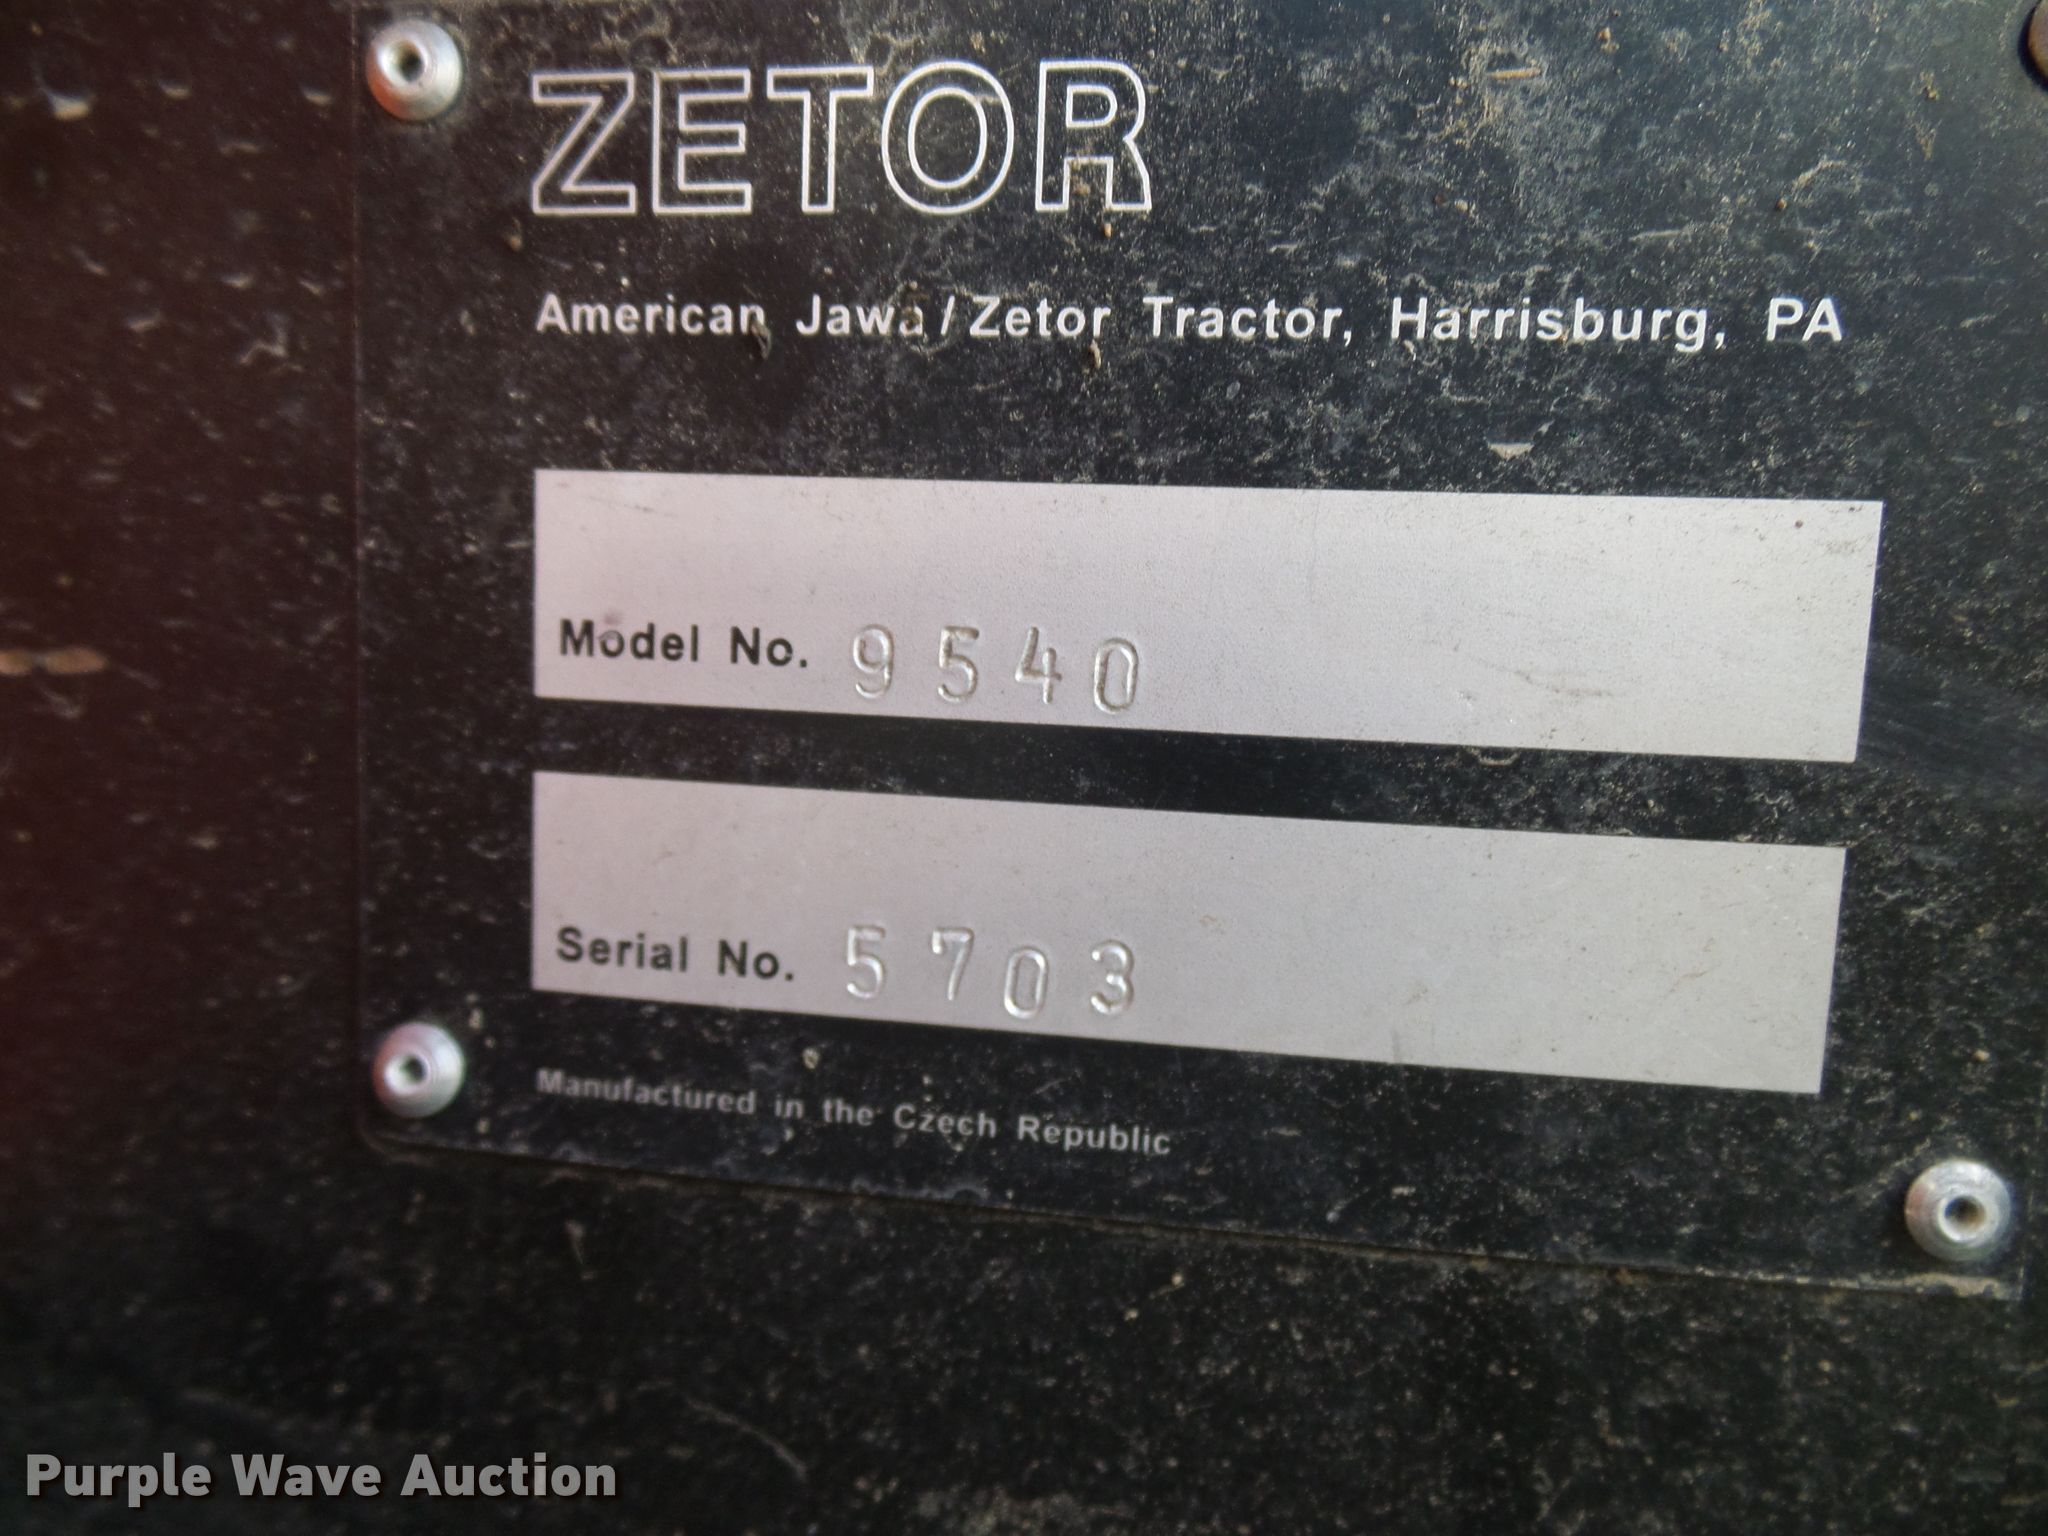 ZETOR
American Jawa/Zetor Tractor, Harrisburg, PA
Model No. 9540
Serial No. 5703
Manufactured in the Czech Republic
Purple Wave Auction